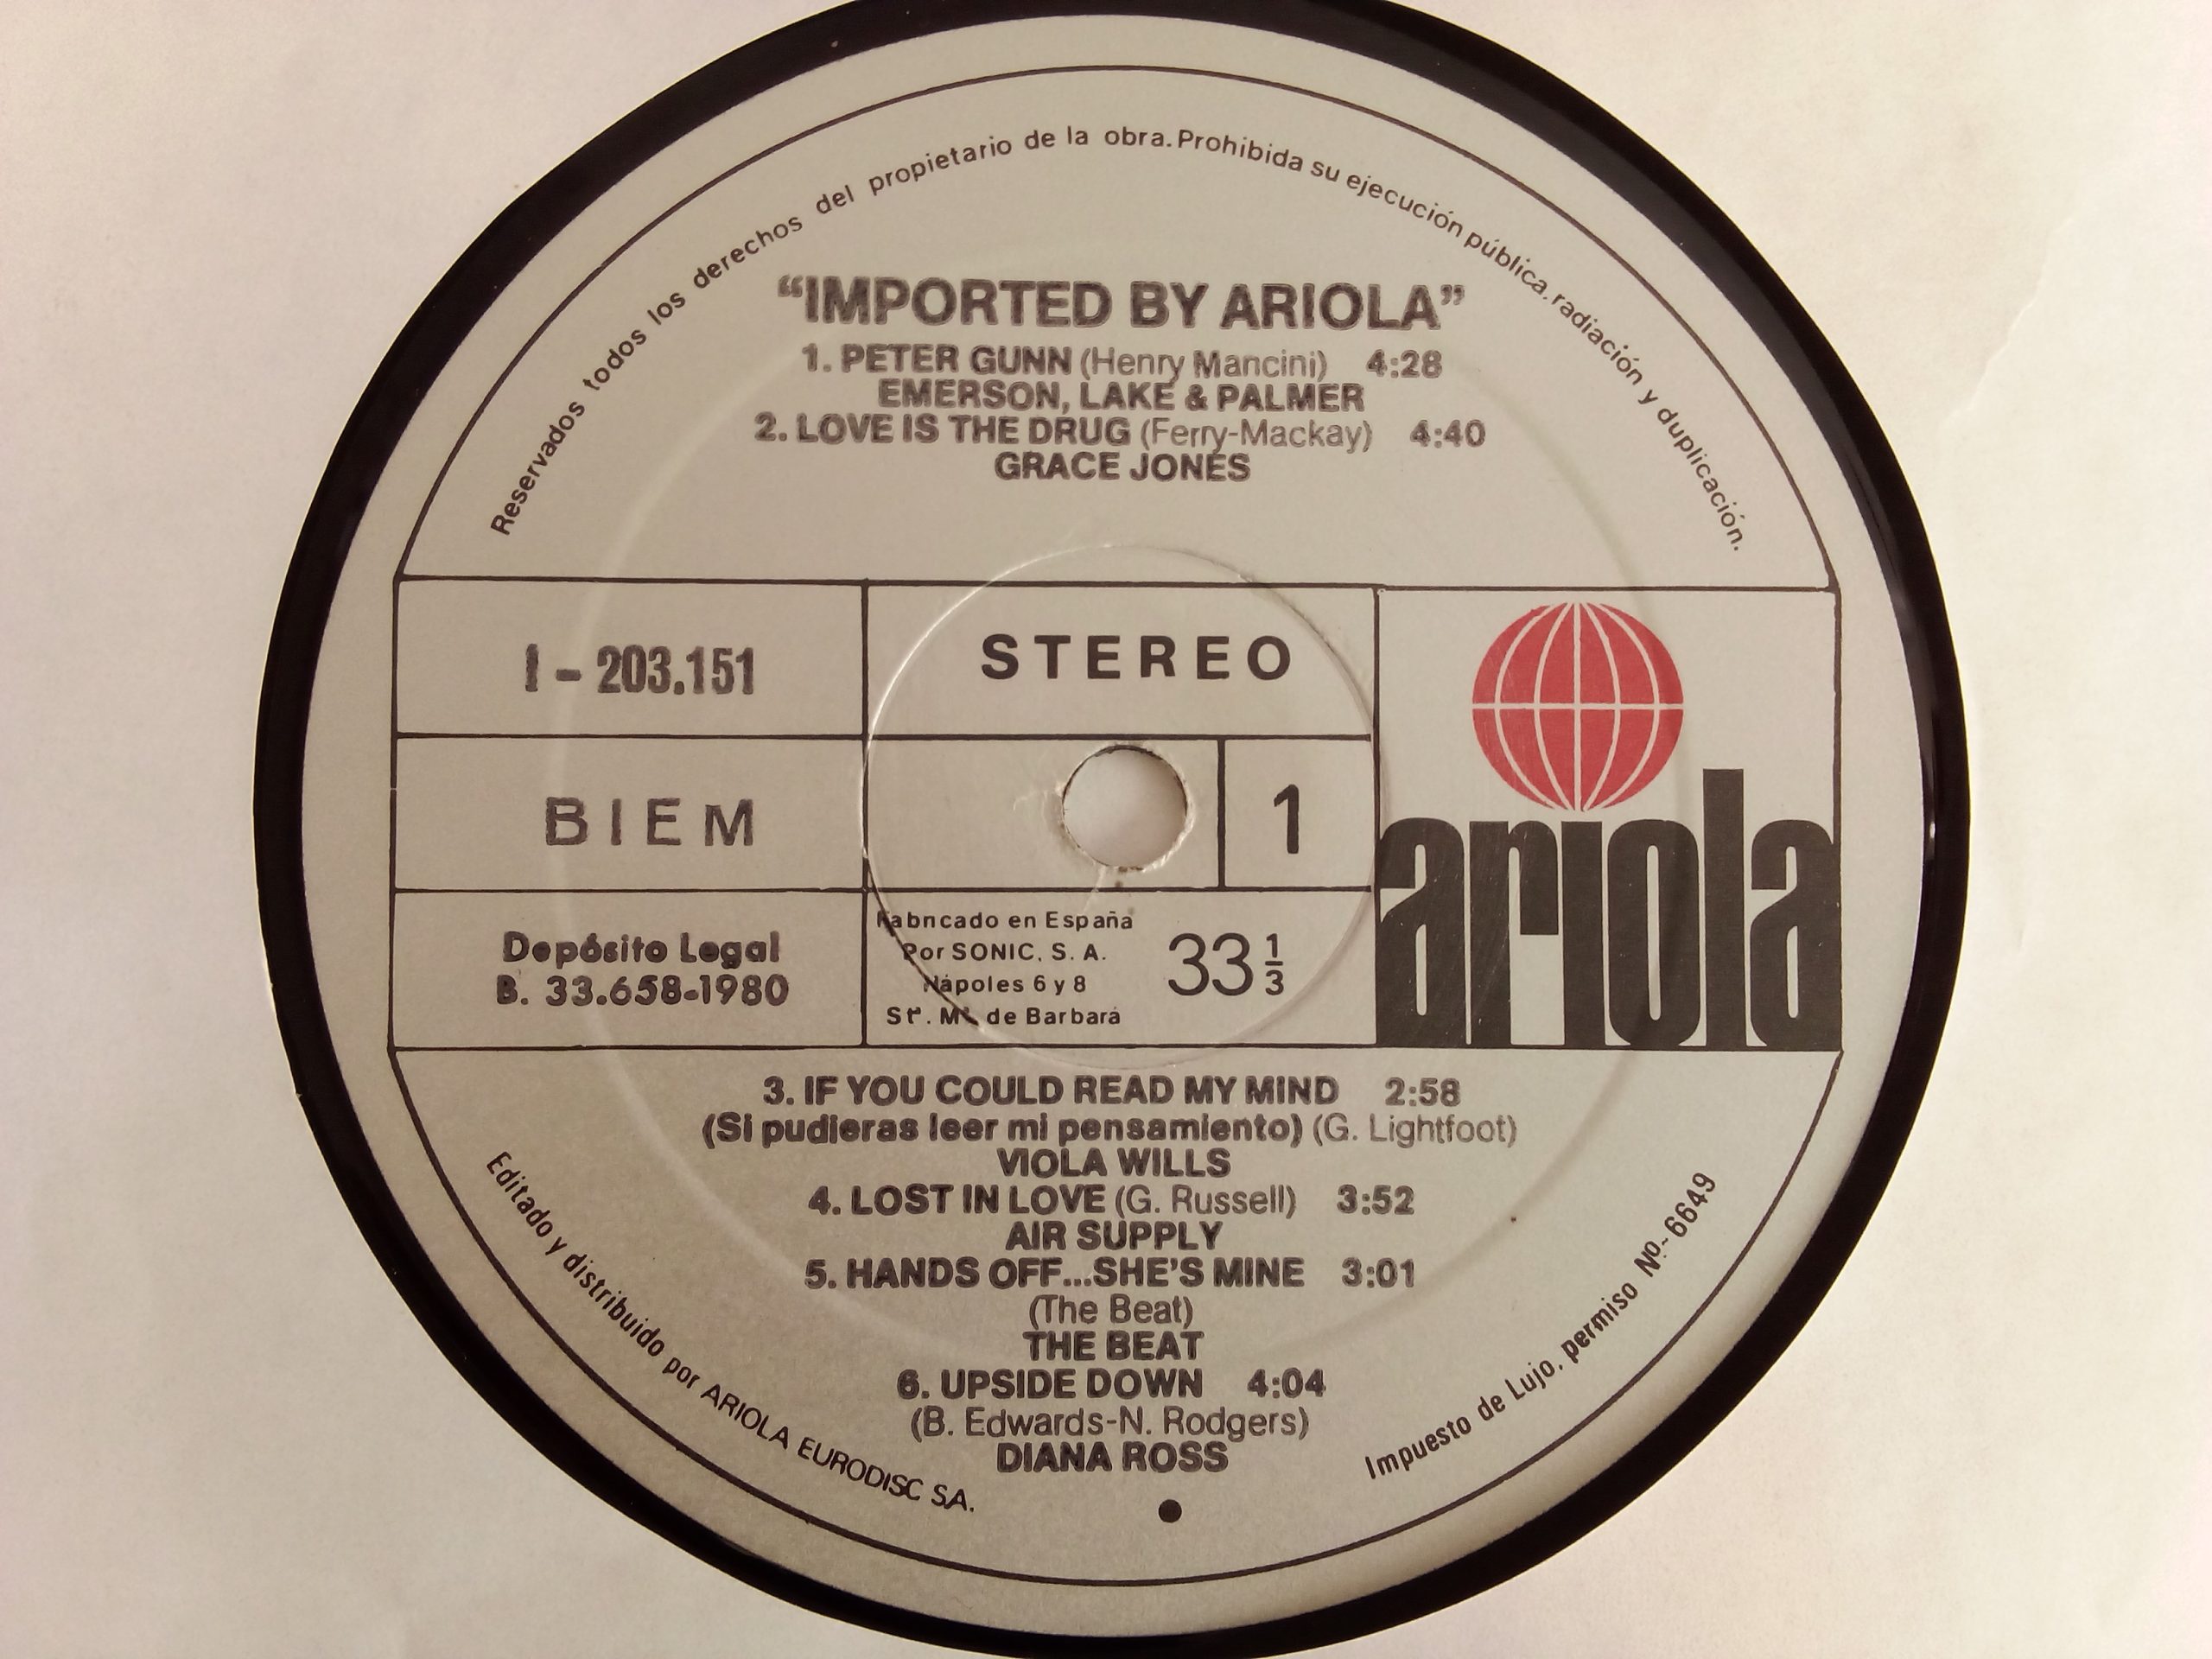 Reservados todos los derechos del propietario de la obra. Prohibida su ejecución pública, radiación y duplicación.
“IMPORTED BY ARIOLA”
1. PETER GUNN (Henry Mancini) 4:28
EMERSON, LAKE & PALMER
2. LOVE IS THE DRUG (Ferry-Mackay) 4:40
GRACE JONES
I - 203.151
STEREO
BIEM
1
ariola
Depósito Legal
B. 33.658-1980
Fabricado en España
Por SONIC, S. A.
Nápoles 6 y 8
Stª. Mª. de Barbará
33 1/3
3. IF YOU COULD READ MY MIND 2:58
(Si pudieras leer mi pensamiento) (G. Lightfoot)
VIOLA WILLS
4. LOST IN LOVE (G. Russell) 3:52
AIR SUPPLY
5. HANDS OFF...SHE'S MINE 3:01
(The Beat)
THE BEAT
6. UPSIDE DOWN 4:04
(B. Edwards-N. Rodgers)
DIANA ROSS
Editado y distribuido por ARIOLA EURODISC S.A.
Impuesto de Lujo, permiso Nº-6649